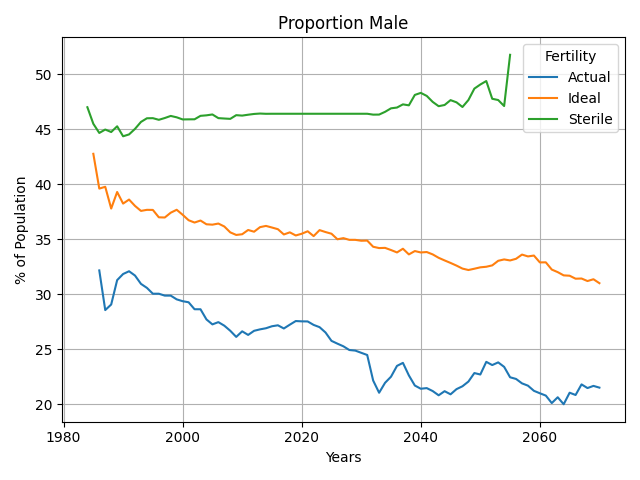 Proportion Male
% of Population
50
45
40
35
30
25
20
1980
2000
2020
2040
2060
Years
Fertility
Actual
Ideal
Sterile